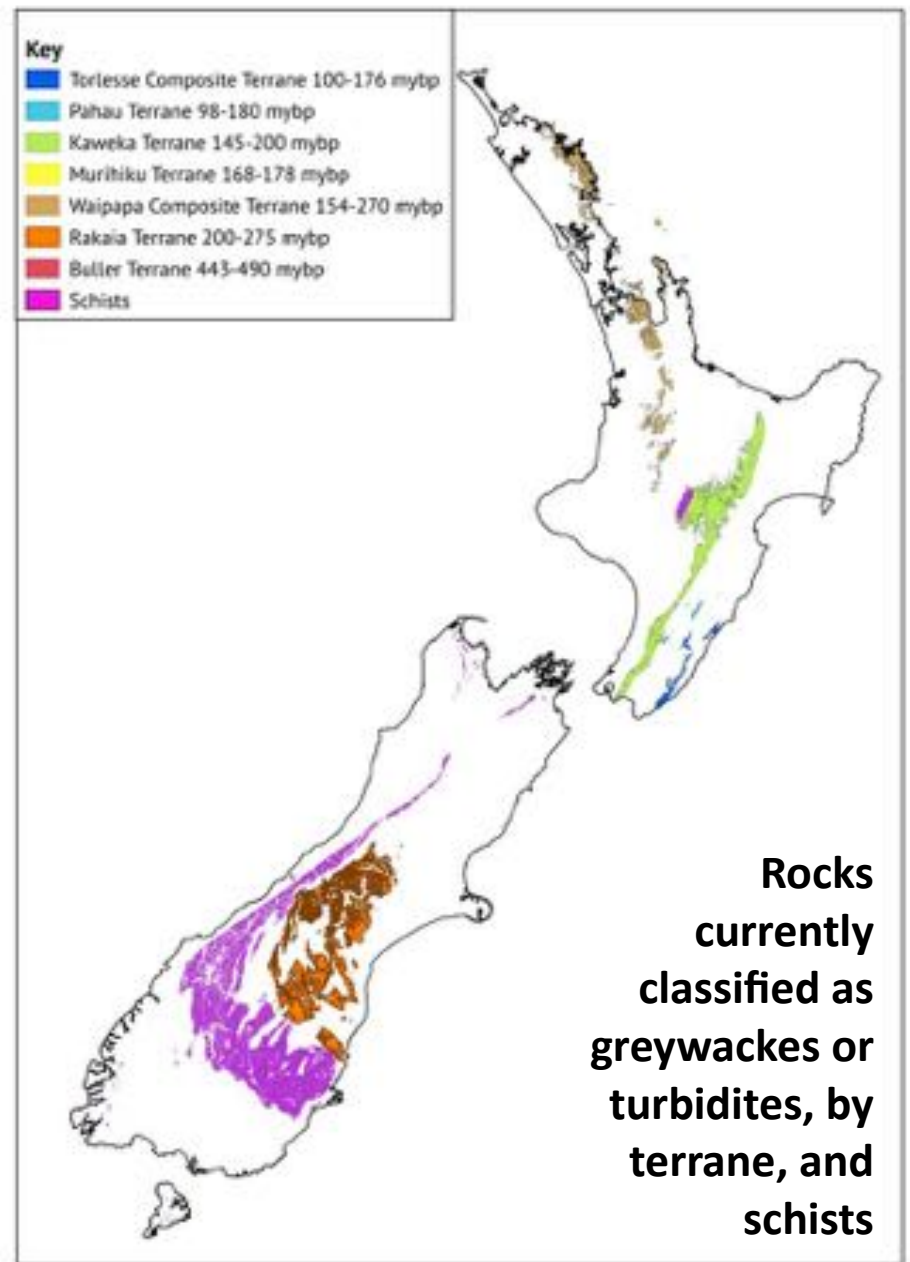 Key
Torlesse Composite Terrane 100-176 mybp
Pahau Terrane 98-180 mybp
Kaweka Terrane 145-200 mybp
Murihiku Terrane 168-178 mybp
Waipapa Composite Terrane 154-270 mybp
Rakaia Terrane 200-275 mybp
Buller Terrane 443-490 mybp
Schists
Rocks
currently
classified as
greywackes or
turbidites, by
terrane, and
schists